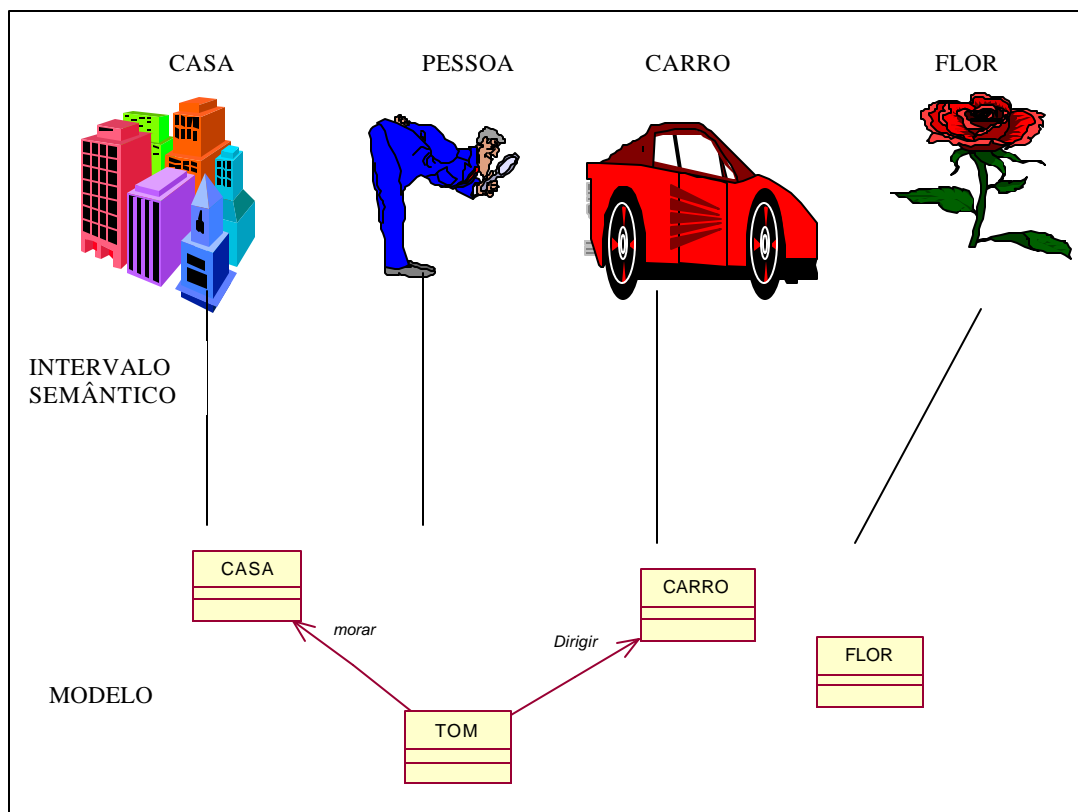 CASA PESSOA CARRO FLOR
INTERVALO
SEMÂNTICO
CASA
CARRO
morar
Dirigir
FLOR
MODELO
TOM